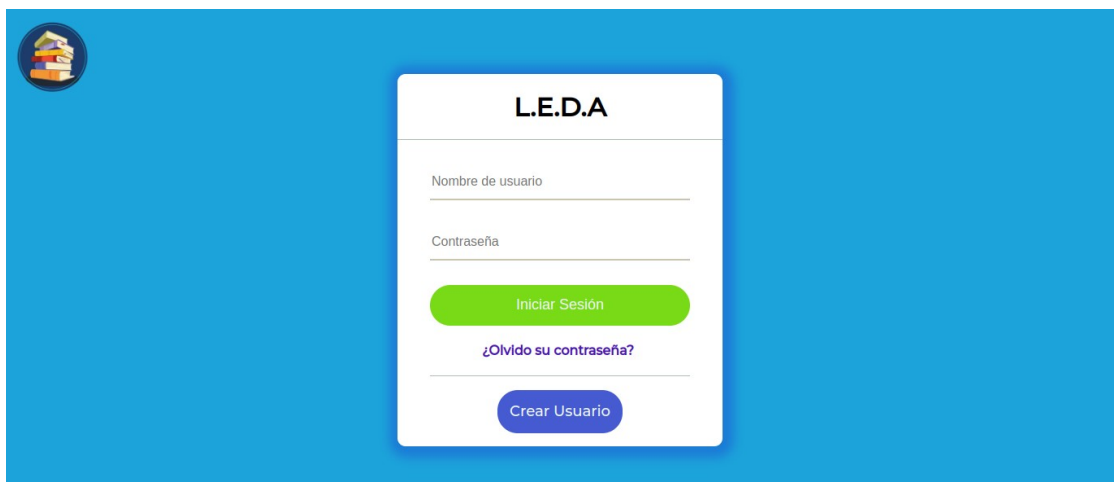 L.E.D.A
Nombre de usuario
Contraseña
Iniciar Sesión
¿Olvido su contraseña?
Crear Usuario